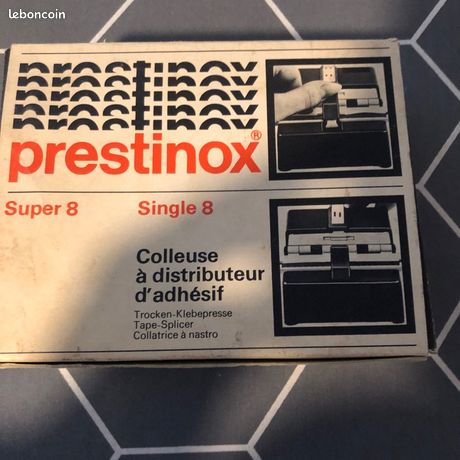 leboncoin
prestinox
prestinox
prestinox
prestinox
prestinox
prestinox®
Super 8 Single 8
Colleuse
à distributeur
d'adhésif
Trocken-Klebepresse
Tape-Splicer
Collatrice à nastro